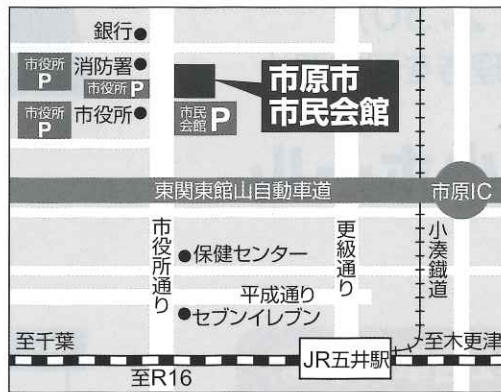 銀行
市役所
P
消防署
市役所 P
市役所
P
市役所
市民
会館 P
市原市
市民会館
東関東館山自動車道
市原IC
市役所通り
保健センター
更級通り
小湊鐵道
平成通り
セブンイレブン
至千葉
JR五井駅
至木更津
至R16